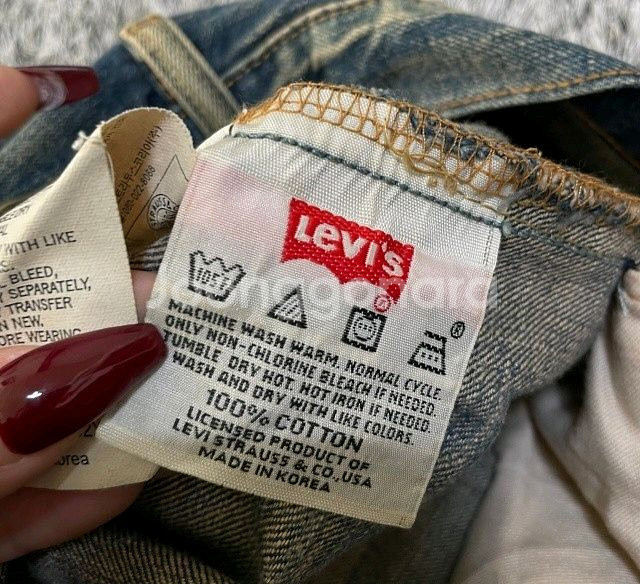 WITH LIKE
BLEED,
SEPARATELY,
TRANSFER
NEW.
WEARING
orea
Levi's
®
105°
®
MACHINE WASH WARM, NORMAL CYCLE.
ONLY NON-CHLORINE BLEACH IF NEEDED.
TUMBLE DRY HOT. HOT IRON IF NEEDED.
WASH AND DRY WITH LIKE COLORS.
100% COTTON
LICENSED PRODUCT OF
LEVI STRAUSS & CO., USA
MADE IN KOREA
joonggonara